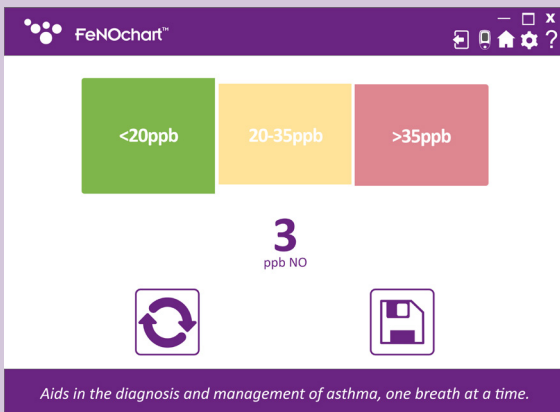 FeNOchart™
<20ppb
20-35ppb
>35ppb
3
ppb NO
Aids in the diagnosis and management of asthma, one breath at a time.